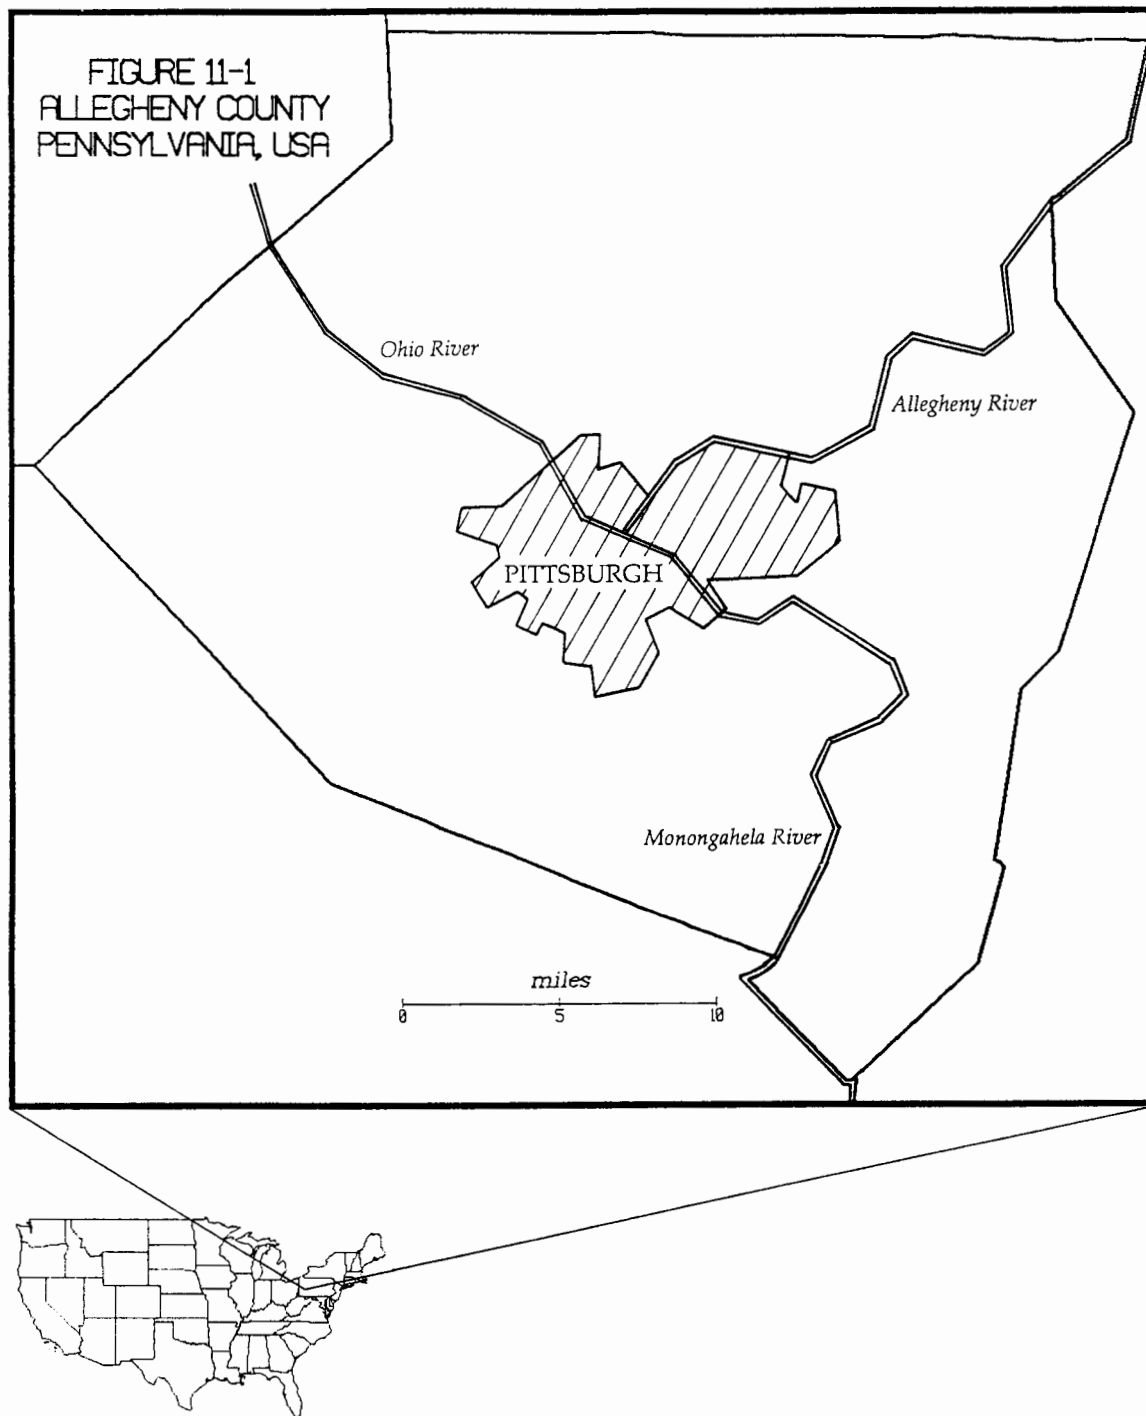 FIGURE 11-1
ALLEGHENY COUNTY
PENNSYLVANIA, USA
Ohio River
Allegheny River
PITTSBURGH
Monongahela River
miles
0 5 10